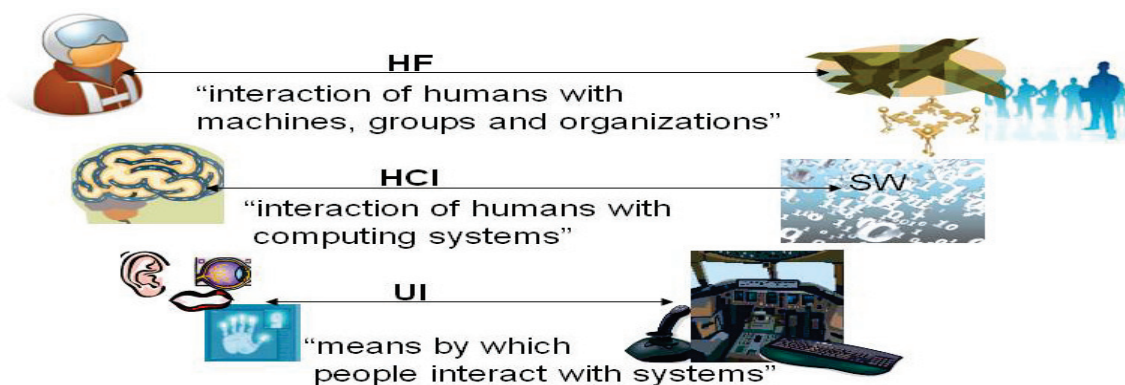 HF
“interaction of humans with
machines, groups and organizations”
HCI
SW
“interaction of humans with
computing systems”
UI
“means by which
people interact with systems”